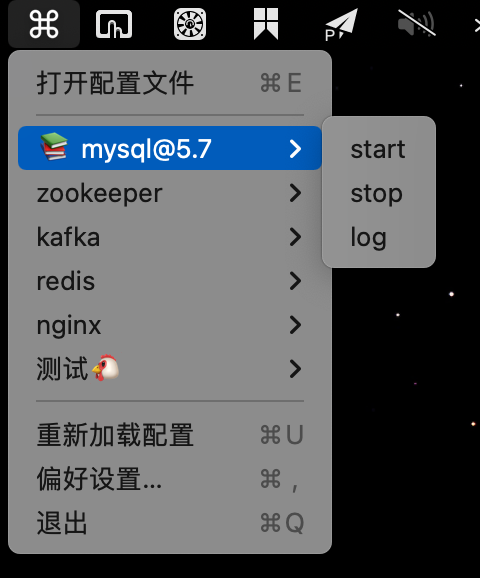 P
打开配置文件 ⌘E
📚 mysql@5.7
start
zookeeper
stop
kafka
log
redis
nginx
测试🐔
重新加载配置 ⌘U
偏好设置... ⌘ ,
退出 ⌘Q